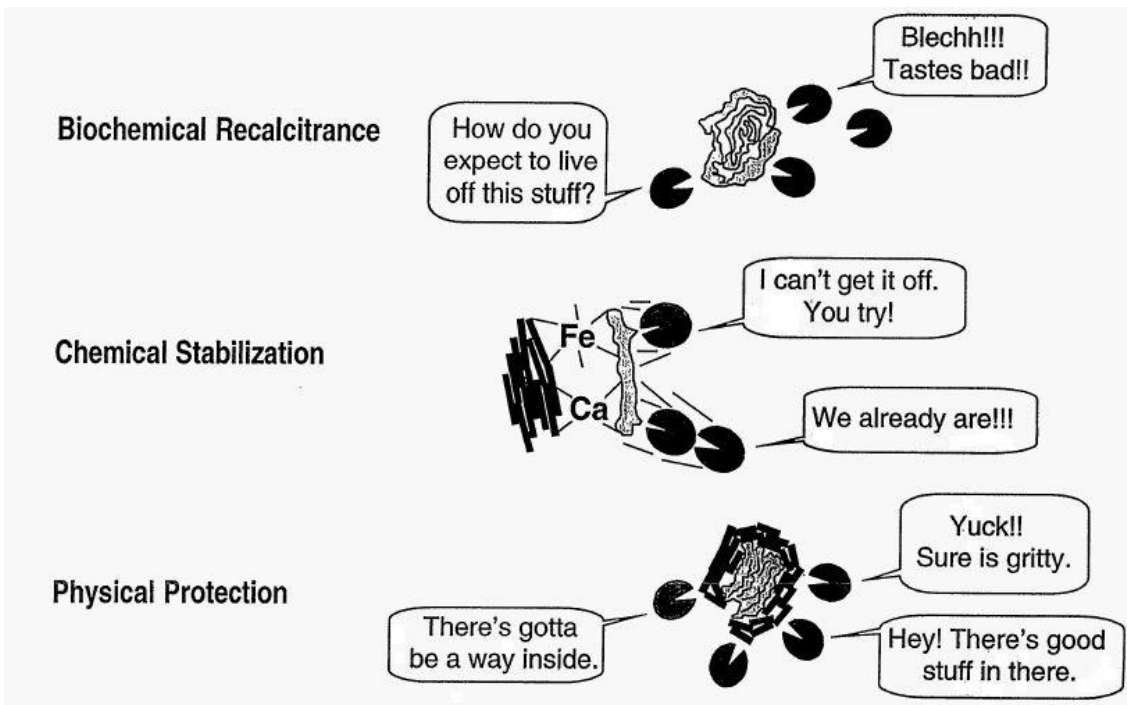 Blechh!!!
Tastes bad!!
Biochemical Recalcitrance
How do you
expect to live
off this stuff?
I can't get it off.
You try!
Fe
Chemical Stabilization
Ca
We already are!!!
Yuck!!
Sure is gritty.
Physical Protection
There's gotta
be a way inside.
Hey! There's good
stuff in there.